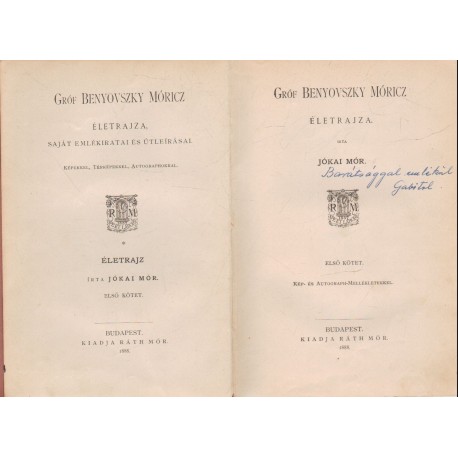 GRÓF BENYOVSZKY MÓRICZ
ÉLETRAJZA,
SAJÁT EMLÉKIRATAI ÉS ÚTLEÍRÁSAI.
KÉPEKKEL, TÉRKÉPEKKEL, AUTOGRAPHOKKAL.
R M
*
ÉLETRAJZ
IRTA JÓKAI MÓR.
ELSŐ KÖTET.
BUDAPEST.
KIADJA RÁTH MÓR.
1888.
GRÓF BENYOVSZKY MÓRICZ
ÉLETRAJZA.
IRTA
JÓKAI MÓR.
Barátsággal emlékül
Gabitól.
R M
ELSŐ KÖTET.
KÉP- ÉS AUTOGRAPH-MELLÉKLETEKKEL.
BUDAPEST.
KIADJA RÁTH MÓR.
1888.